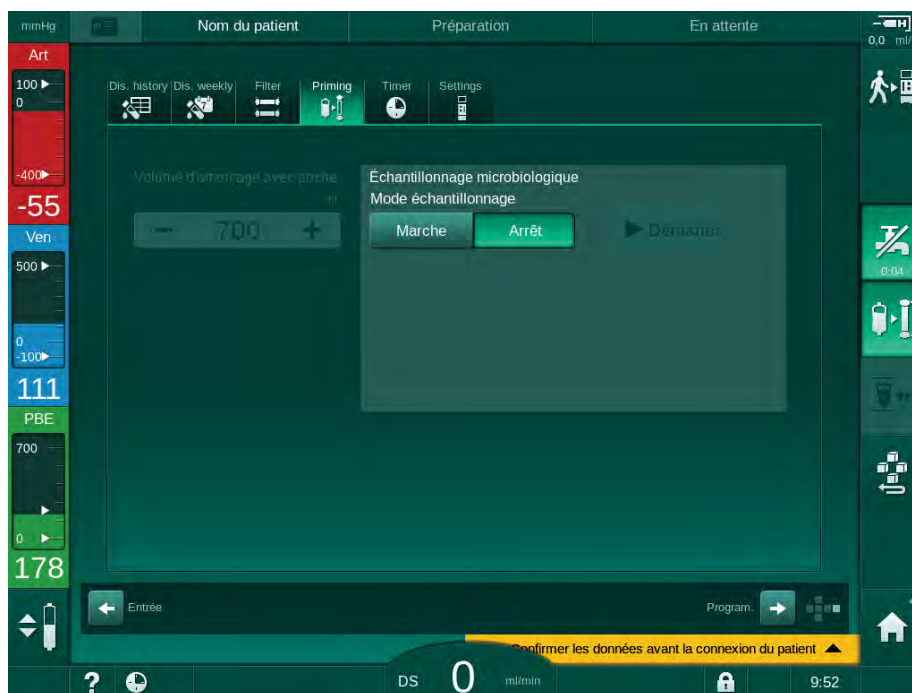 mmHg
Nom du patient
Préparation
En attente
0,0 ml/
Art
100
0
-400
-55
Ven
500
0
-100
111
PBE
700
0
178
Dis. history
Dis. weekly
Filter
Priming
Timer
Settings
Volume d'amorçage avec poche
ml
700
Échantillonnage microbiologique
Mode échantillonnage
Marche
Arrêt
Démarrer
0:04
Entrée
Program.
Confirmer les données avant la connexion du patient
?
DS
0
ml/min
9:52